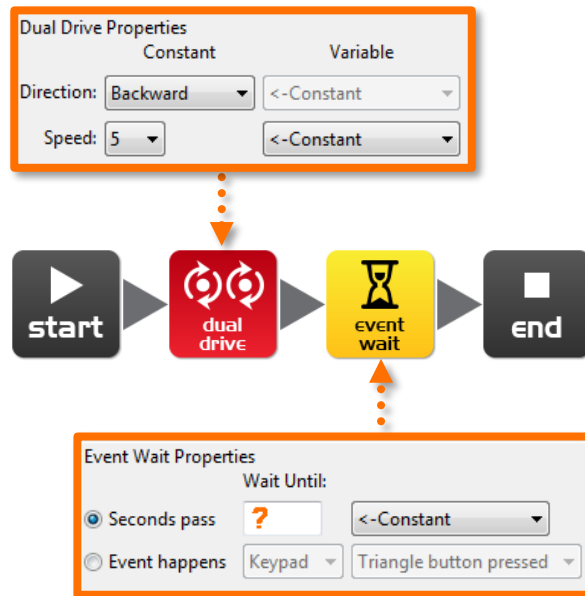 Dual Drive Properties
Constant Variable
Direction: Backward <-Constant
Speed: 5 <-Constant
start
dual
drive
event
wait
end
Event Wait Properties
Wait Until:
Seconds pass ? <-Constant
Event happens Keypad Triangle button pressed